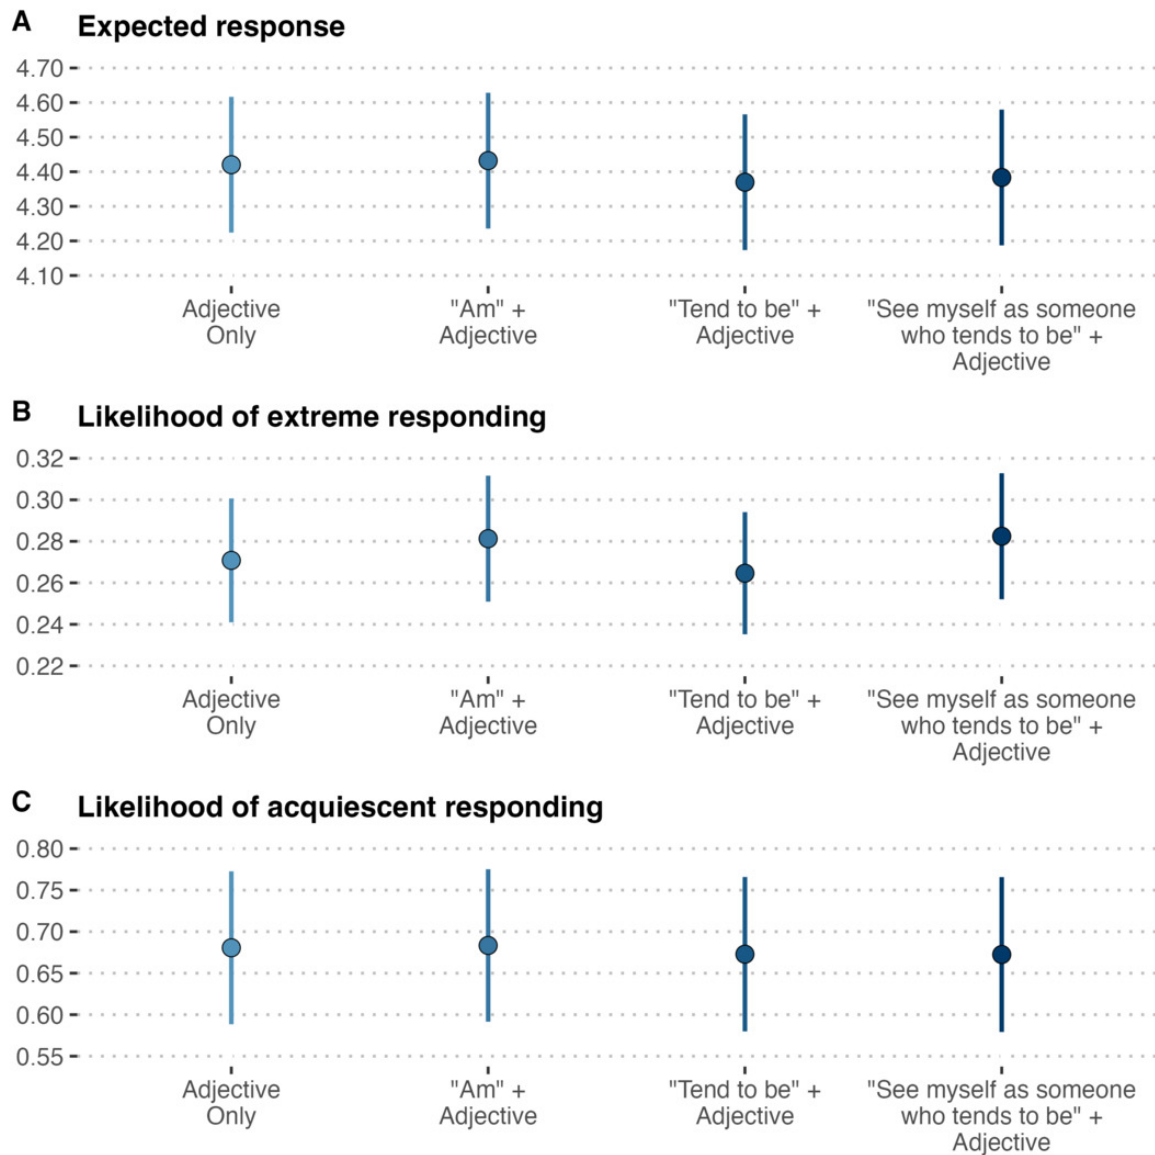 A Expected response
4.70
4.60
4.50
4.40
4.30
4.20
4.10
Adjective
Only
"Am" +
Adjective
"Tend to be" +
Adjective
"See myself as someone
who tends to be" +
Adjective
B Likelihood of extreme responding
0.32
0.30
0.28
0.26
0.24
0.22
Adjective
Only
"Am" +
Adjective
"Tend to be" +
Adjective
"See myself as someone
who tends to be" +
Adjective
C Likelihood of acquiescent responding
0.80
0.75
0.70
0.65
0.60
0.55
Adjective
Only
"Am" +
Adjective
"Tend to be" +
Adjective
"See myself as someone
who tends to be" +
Adjective